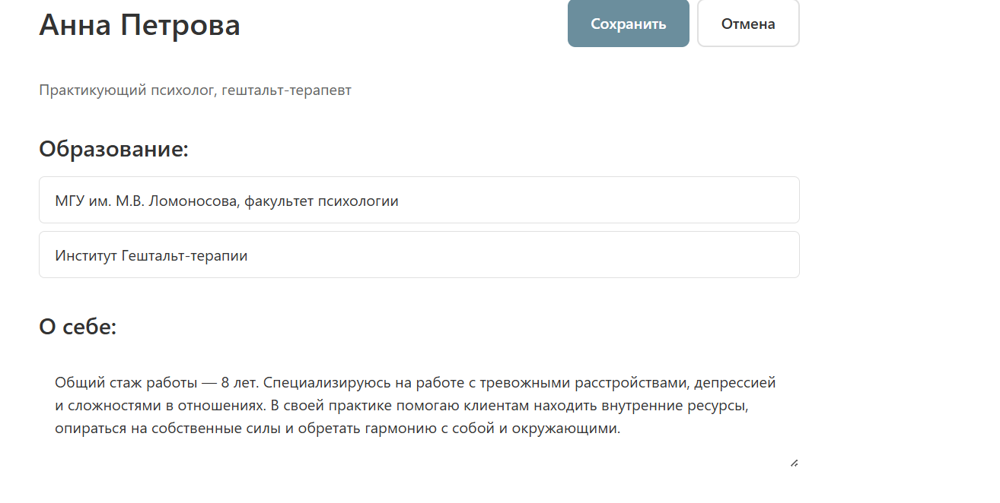 Анна Петрова
Сохранить
Отмена
Практикующий психолог, гештальт-терапевт
Образование:
МГУ им. М.В. Ломоносова, факультет психологии
Институт Гештальт-терапии
О себе:
Общий стаж работы — 8 лет. Специализируюсь на работе с тревожными расстройствами, депрессией
и сложностями в отношениях. В своей практике помогаю клиентам находить внутренние ресурсы,
опираться на собственные силы и обретать гармонию с собой и окружающими.